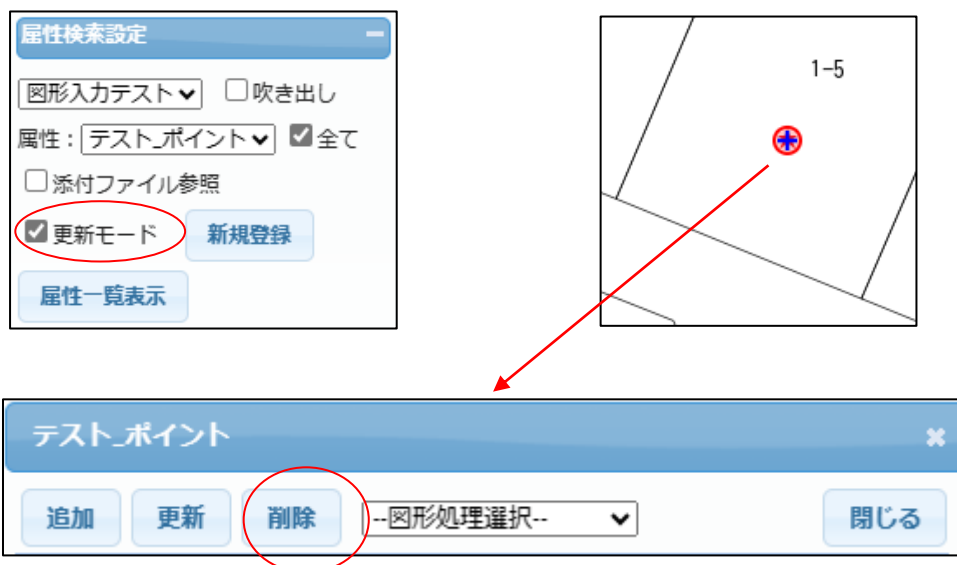 属性検索設定
図形入力テスト 吹き出し
属性：テスト_ポイント 全て
添付ファイル参照
更新モード 新規登録
属性一覧表示
1-5
テスト_ポイント
追加 更新 削除 --図形処理選択-- 閉じる